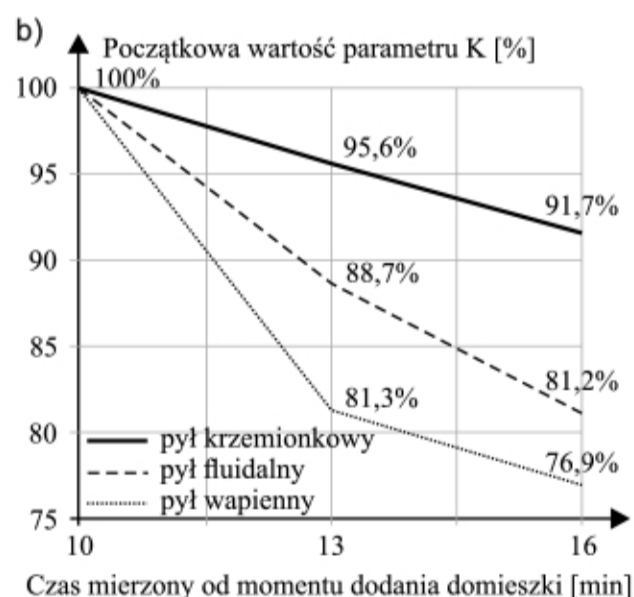 b)
Początkowa wartość parametru K [%]
100
100%
95
95,6%
91,7%
90
88,7%
85
81,2%
81,3%
80
pył krzemionkowy
pył fluidalny
76,9%
pył wapienny
75
10
13
16
Czas mierzony od momentu dodania domieszki [min]